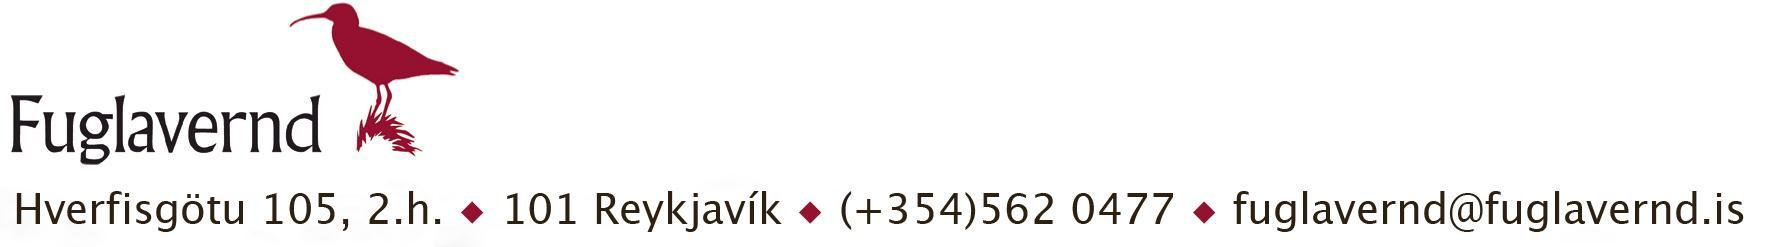 Fuglavernd
Hverfisgötu 105, 2.h. ◆ 101 Reykjavík ◆ (+354)562 0477 ◆ fuglavernd@fuglavernd.is